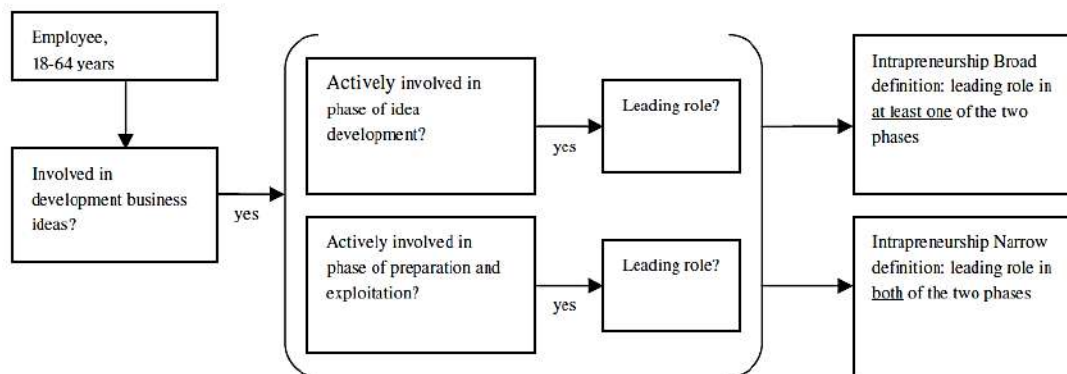 Employee,
18-64 years
Involved in
development business
ideas?
yes
Actively involved in
phase of idea
development?
yes
Leading role?
Actively involved in
phase of preparation and
exploitation?
yes
Leading role?
Intrapreneurship Broad
definition: leading role in
at least one of the two
phases
Intrapreneurship Narrow
definition: leading role in
both of the two phases